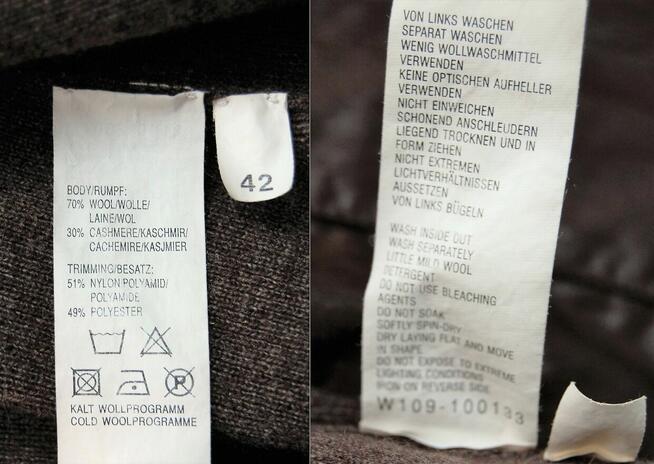 BODY/RUMPF:
70% WOOL/WOLLE/
LAINE/WOL
30% CASHMERE/KASCHMIR/
CACHEMIRE/KASJMIER
TRIMMING/BESATZ:
51% NYLON POLYAMID/
POLYAMIDE
49% POLYESTER
P
KALT WOLLPROGRAMM
COLD WOOLPROGRAMME
42
VON LINKS WASCHEN
SEPARAT WASCHEN
WENIG WOLLWASCHMITTEL
VERWENDEN
KEINE OPTISCHEN AUFHELLER
VERWENDEN
NICHT EINWEICHEN
SCHONEND ANSCHLEUDERN
LIEGEND TROCKNEN UND IN
FORM ZIEHEN
NICHT EXTREMEN
LICHTVERHÄLTNISSEN
AUSSETZEN
VON LINKS BÜGELN
WASH INSIDE OUT
WASH SEPARATELY
LITTLE MILD WOOL
DETERGENT
DO NOT USE BLEACHING
AGENTS
DO NOT SOAK
SOFTLY SPIN-DRY
DRY LAYING FLAT AND MOVE
IN SHAPE
DO NOT EXPOSE TO EXTREME
LIGHTING CONDITIONS
IRON ON REVERSE SIDE
W109-100133